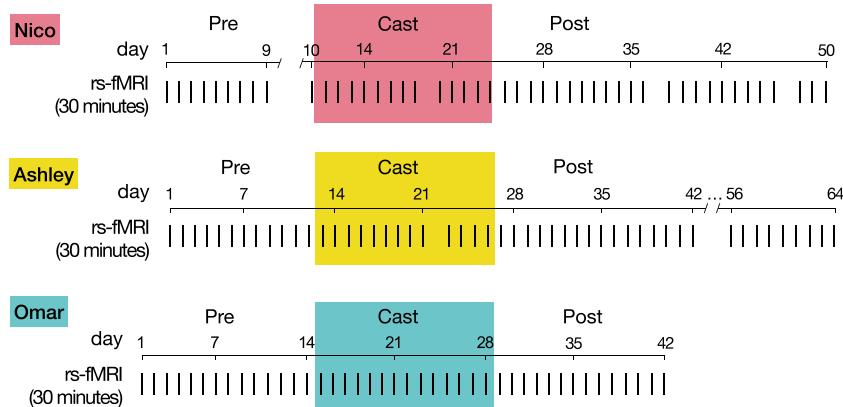 Nico
Pre Cast Post
day 1 9 10 14 21 28 35 42 50
rs-fMRI
(30 minutes)
Ashley
Pre Cast Post
day 1 7 14 21 28 35 42 ... 56 64
rs-fMRI
(30 minutes)
Omar
Pre Cast Post
day 1 7 14 21 28 35 42
rs-fMRI
(30 minutes)